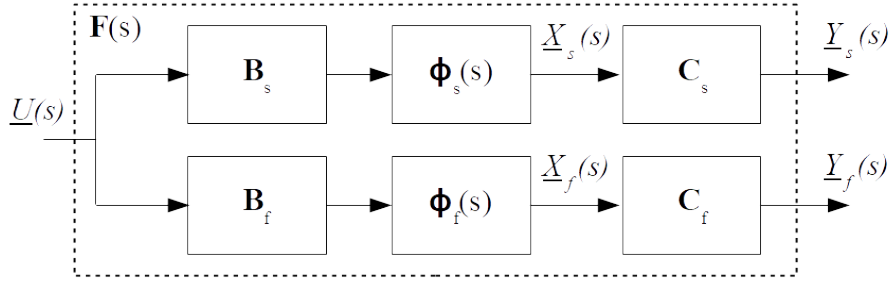 F(s)
X_s(s)
Y_s(s)
B_s
ϕ_s(s)
C_s
U(s)
X_f(s)
Y_f(s)
B_f
ϕ_f(s)
C_f